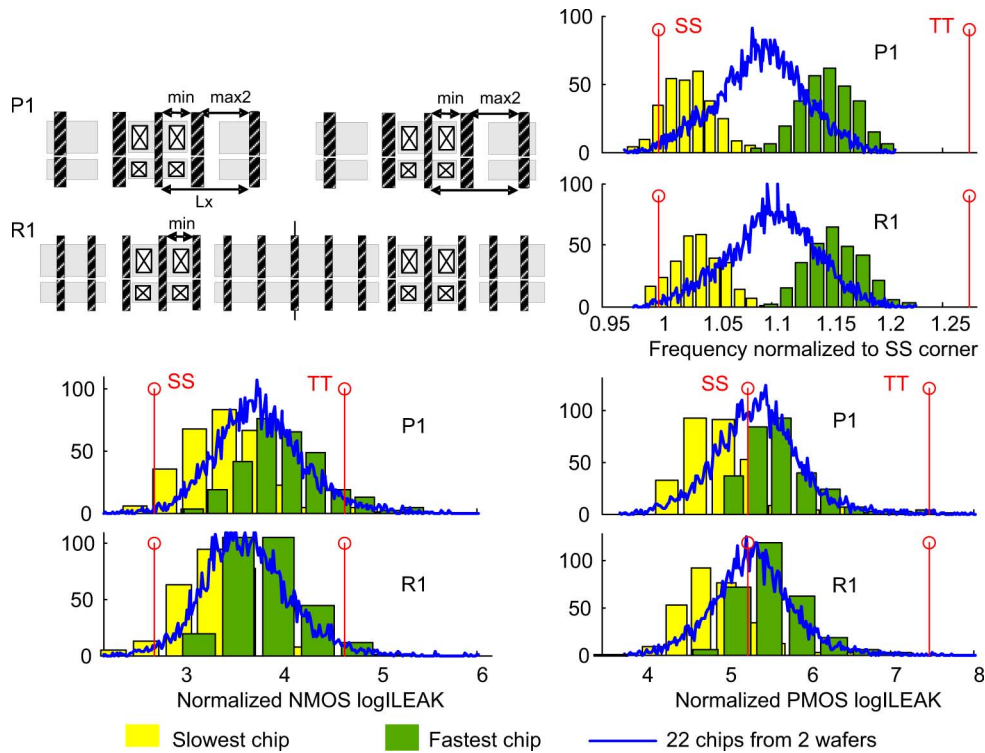 P1
min
max2
min
max2
Lx
R1
min
100
50
0
SS
TT
P1
100
50
0
R1
0.95
1
1.05
1.1
1.15
1.2
1.25
Frequency normalized to SS corner
100
50
0
SS
TT
P1
100
50
0
R1
3
4
5
6
Normalized NMOS logILEAK
100
50
0
SS
TT
P1
100
50
0
R1
4
5
6
7
8
Normalized PMOS logILEAK
Slowest chip
Fastest chip
22 chips from 2 wafers